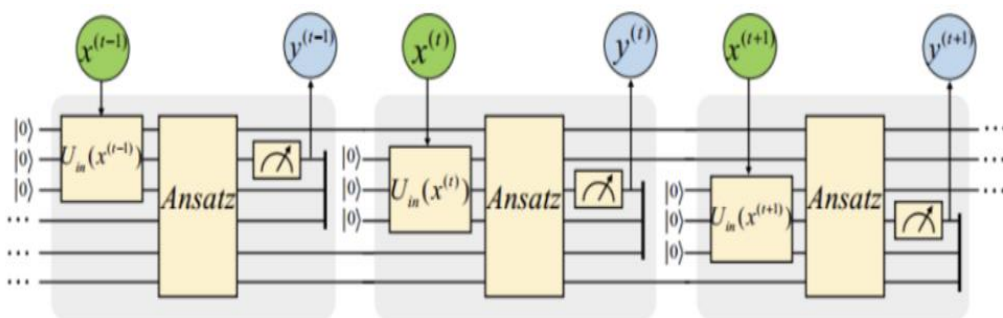 x^(t-1) y^(t-1) x^(t) y^(t) x^(t+1) y^(t+1)
|0⟩ ...
|0⟩ U_in(x^(t-1)) |0⟩ ...
|0⟩ Ansatz |0⟩ U_in(x^(t)) Ansatz |0⟩ Ansatz ...
... |0⟩ |0⟩ U_in(x^(t+1))
... |0⟩
...